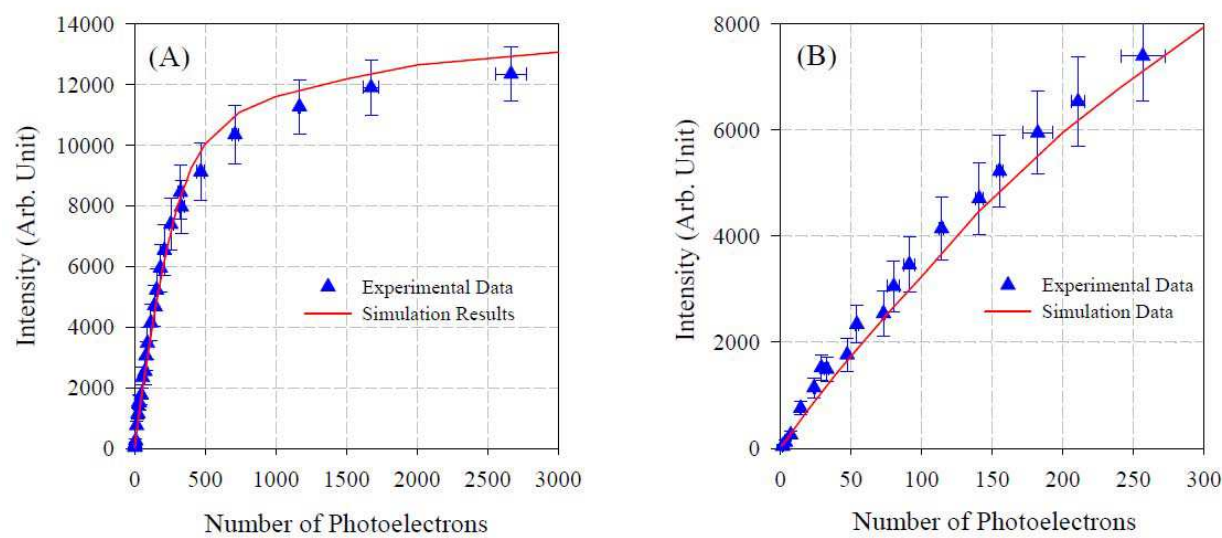 (A)
Intensity (Arb. Unit)
14000
12000
10000
8000
6000
4000
2000
0
Experimental Data
Simulation Results
0 500 1000 1500 2000 2500 3000
Number of Photoelectrons
(B)
Intensity (Arb. Unit)
8000
6000
4000
2000
0
Experimental Data
Simulation Data
0 50 100 150 200 250 300
Number of Photoelectrons